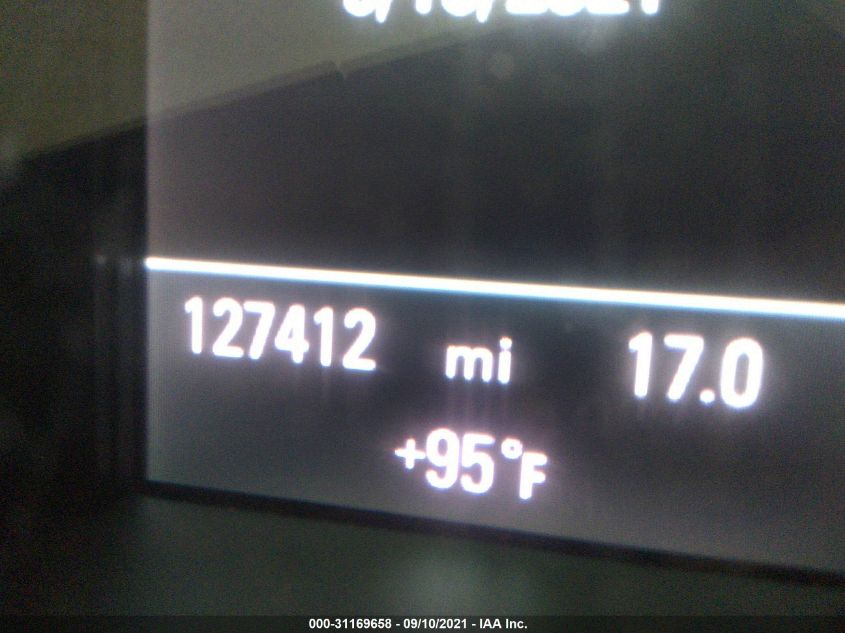 127412 mi 17.0
+95°F
000-31169658 - 09/10/2021 - IAA Inc.